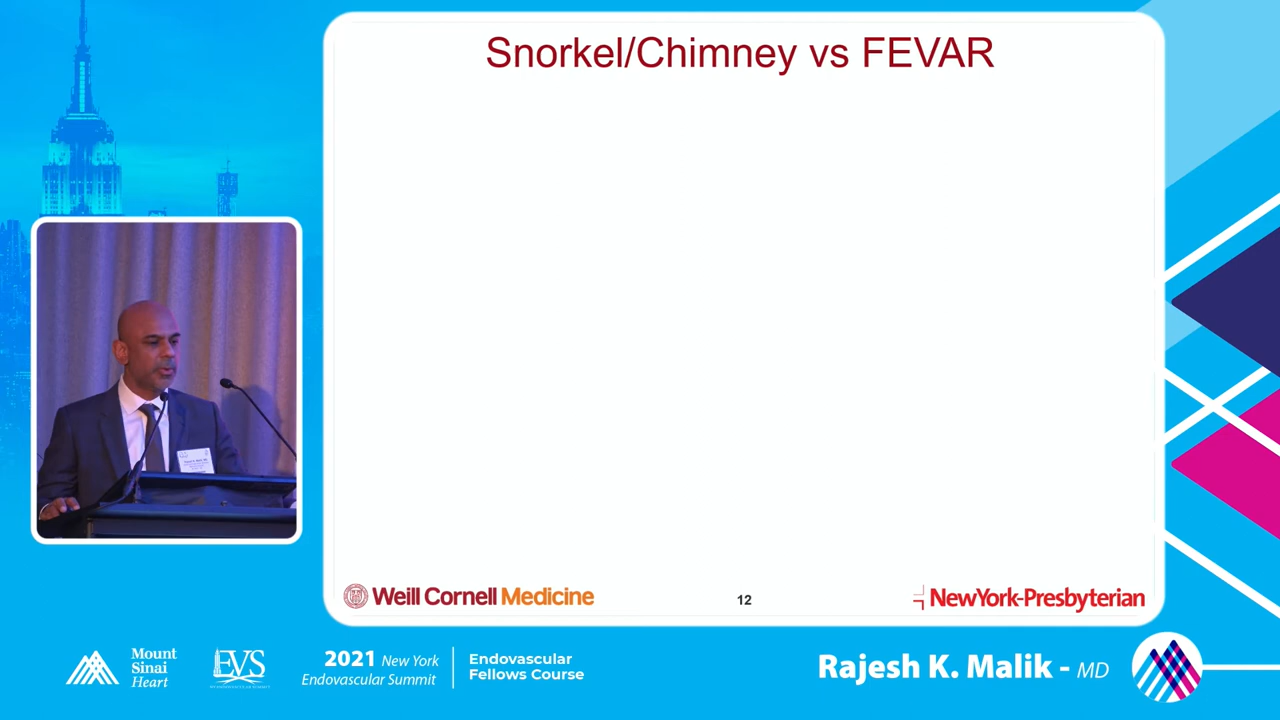 Snorkel/Chimney vs FEVAR
Weill Cornell Medicine
12
NewYork-Presbyterian
Mount
Sinai
Heart
EVS
2021 New York
Endovascular Summit
Endovascular
Fellows Course
Rajesh K. Malik - MD